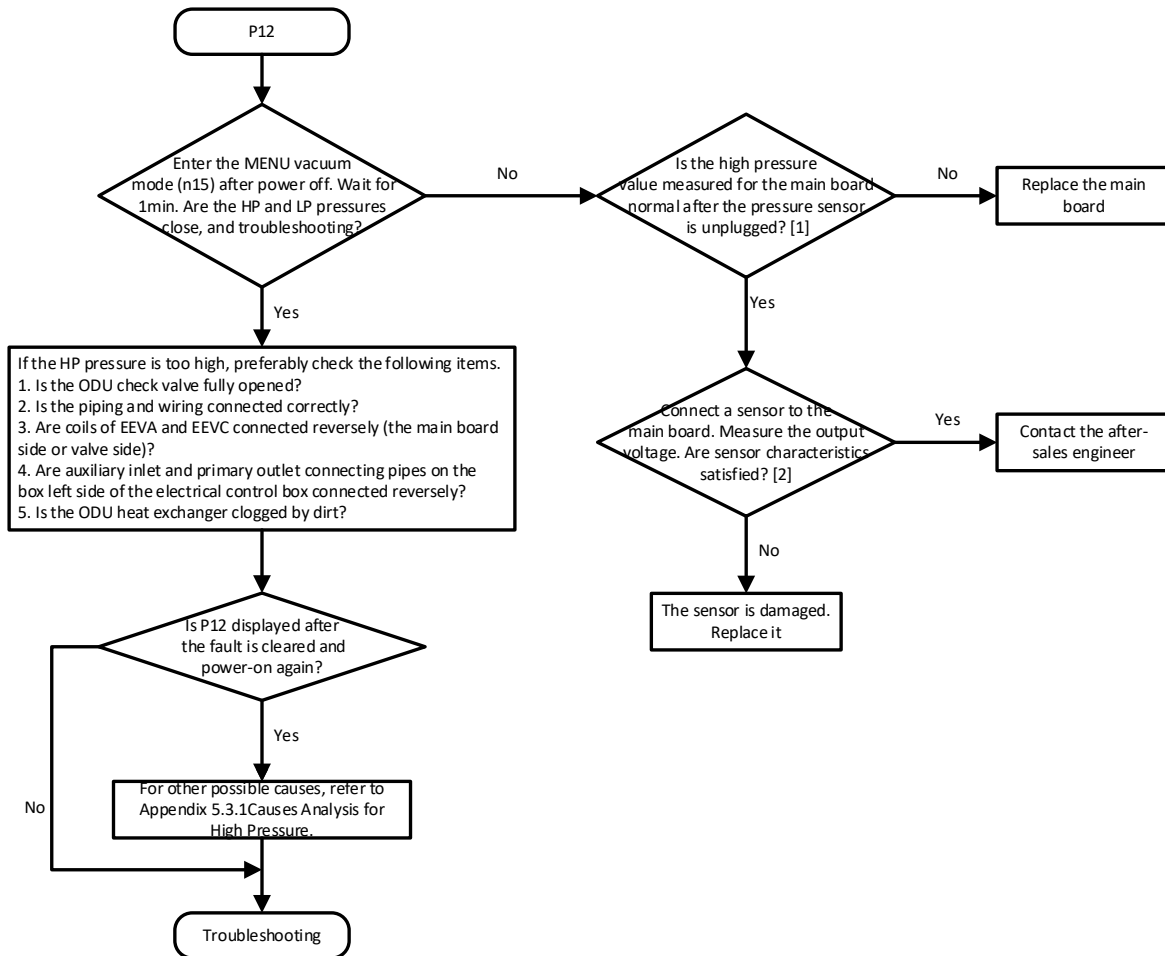 P12
Enter the MENU vacuum
mode (n15) after power off. Wait for
1min. Are the HP and LP pressures
close, and troubleshooting?
No
Is the high pressure
value measured for the main board
normal after the pressure sensor
is unplugged? [1]
No
Replace the main
board
Yes
Yes
If the HP pressure is too high, preferably check the following items.
1. Is the ODU check valve fully opened?
2. Is the piping and wiring connected correctly?
3. Are coils of EEVA and EEVC connected reversely (the main board
side or valve side)?
4. Are auxiliary inlet and primary outlet connecting pipes on the
box left side of the electrical control box connected reversely?
5. Is the ODU heat exchanger clogged by dirt?
Connect a sensor to the
main board. Measure the output
voltage. Are sensor characteristics
satisfied? [2]
Yes
Contact the after-
sales engineer
No
The sensor is damaged.
Replace it
Is P12 displayed after
the fault is cleared and
power-on again?
Yes
No
For other possible causes, refer to
Appendix 5.3.1Causes Analysis for
High Pressure.
Troubleshooting